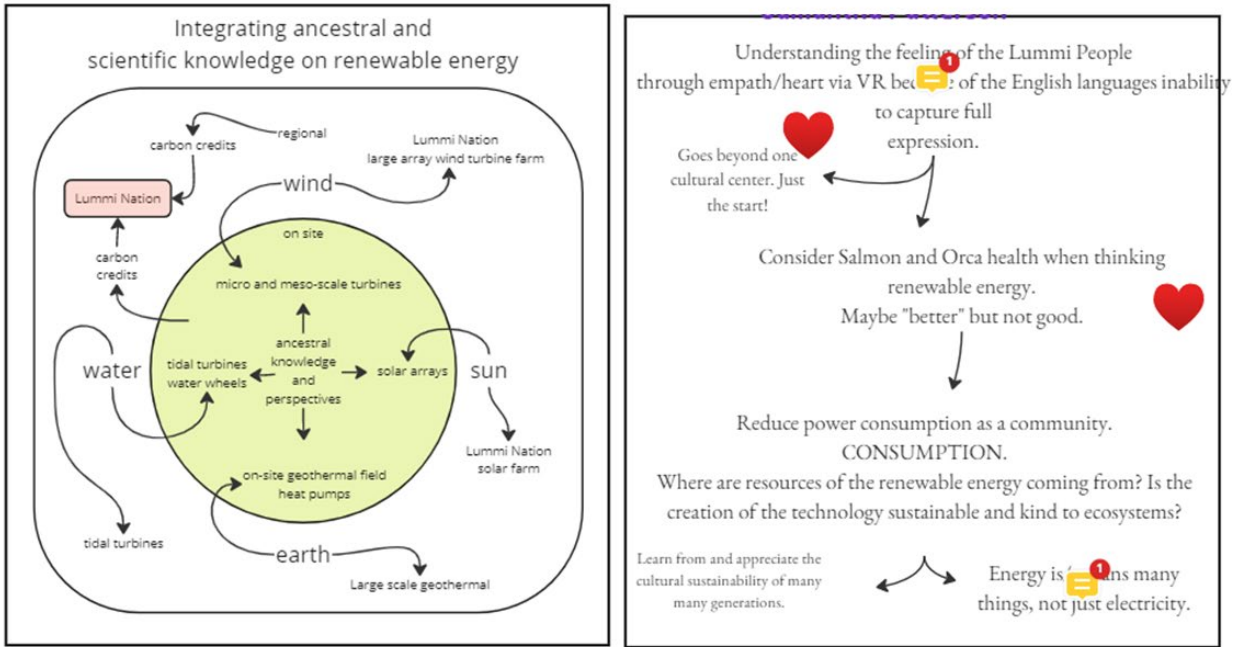 Integrating ancestral and
scientific knowledge on renewable energy
regional
carbon credits
Lummi Nation
large array wind turbine farm
wind
Lummi Nation
on site
carbon
credits
micro and meso-scale turbines
ancestral
knowledge
and
perspectives
water
tidal turbines
water wheels
solar arrays
sun
Lummi Nation
solar farm
on-site geothermal field
heat pumps
tidal turbines
earth
Large scale geothermal
Understanding the feeling of the Lummi People
through empath/heart via VR of the English languages inability
to capture full
expression.
1
Goes beyond one
cultural center. Just
the start!
Consider Salmon and Orca health when thinking
renewable energy.
Maybe "better" but not good.
Reduce power consumption as a community.
CONSUMPTION.
Where are resources of the renewable energy coming from? Is the
creation of the technology sustainable and kind to ecosystems?
Learn from and appreciate the
cultural sustainability of many
many generations.
Energy is many
things, not just electricity.
1